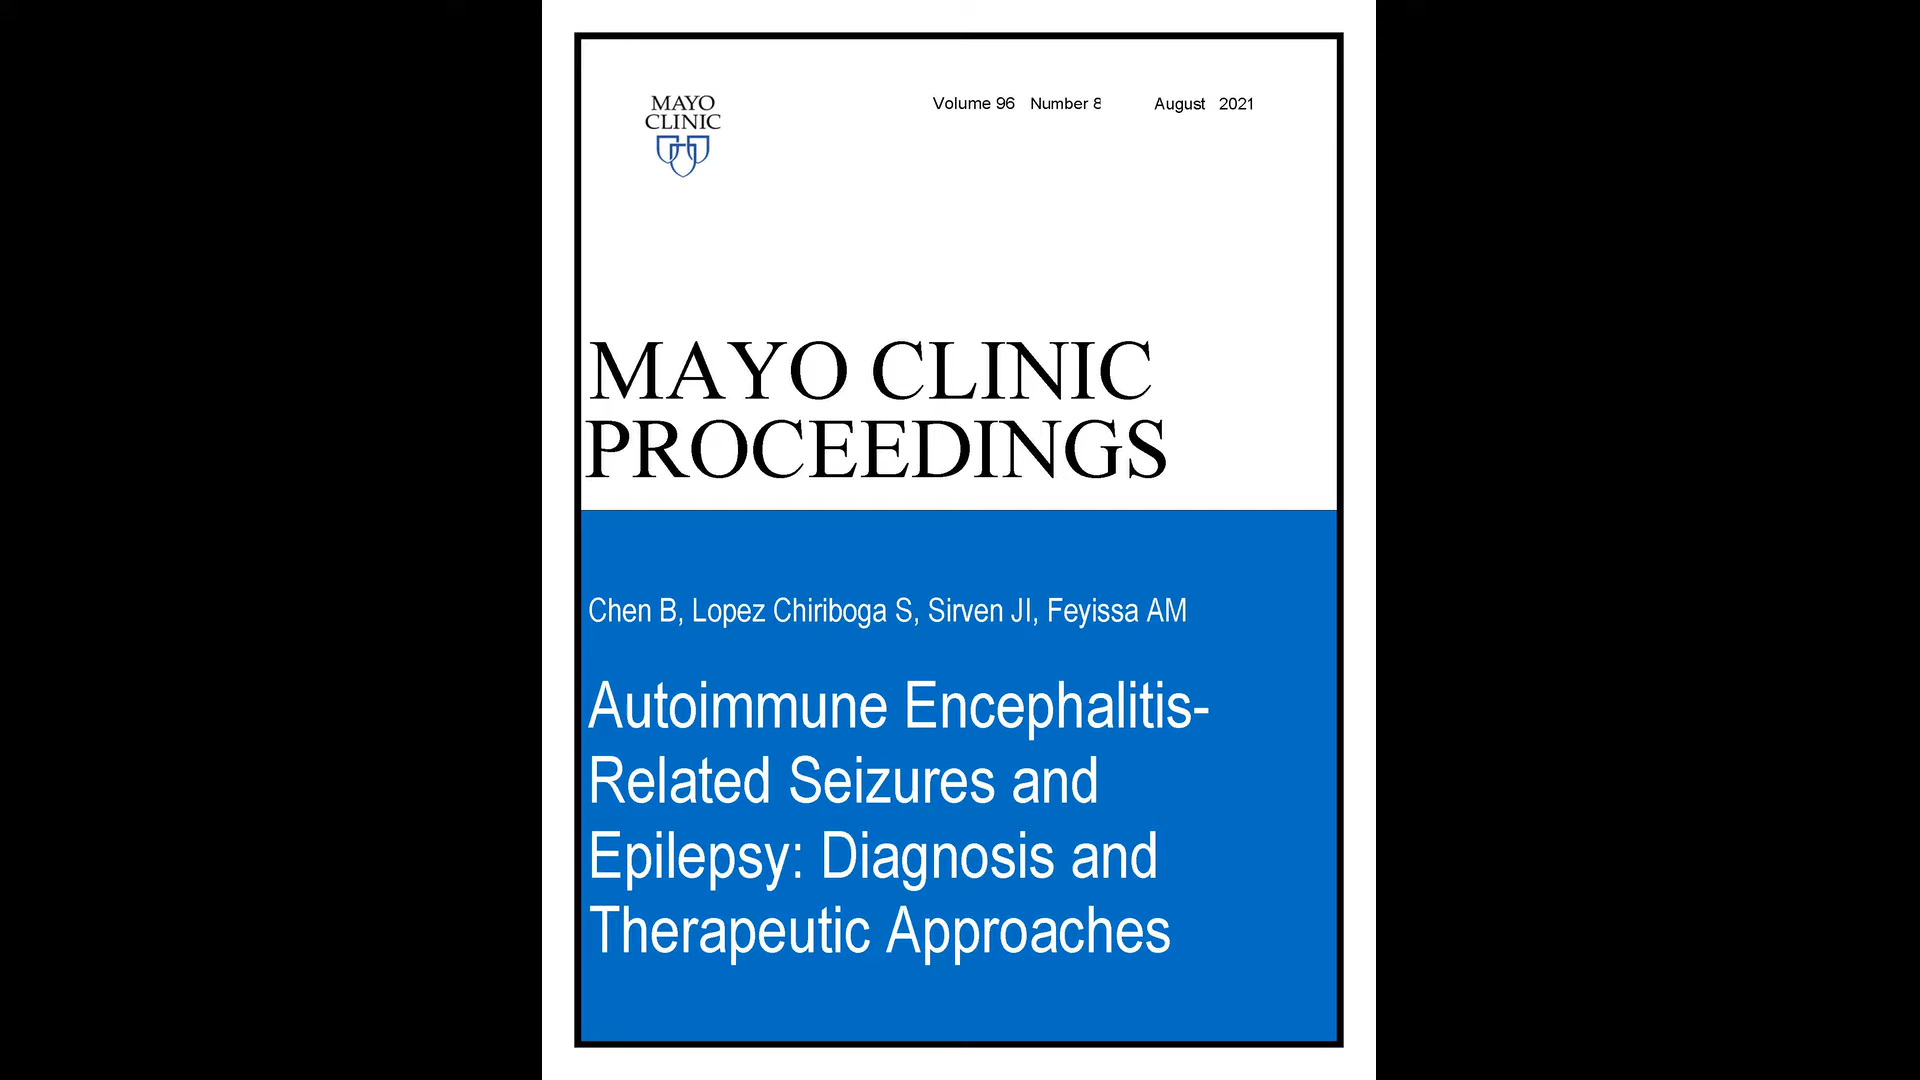 MAYO
CLINIC
Volume 96 Number 8 August 2021
MAYO CLINIC
PROCEEDINGS
Chen B, Lopez Chiriboga S, Sirven JI, Feyissa AM
Autoimmune Encephalitis-
Related Seizures and
Epilepsy: Diagnosis and
Therapeutic Approaches